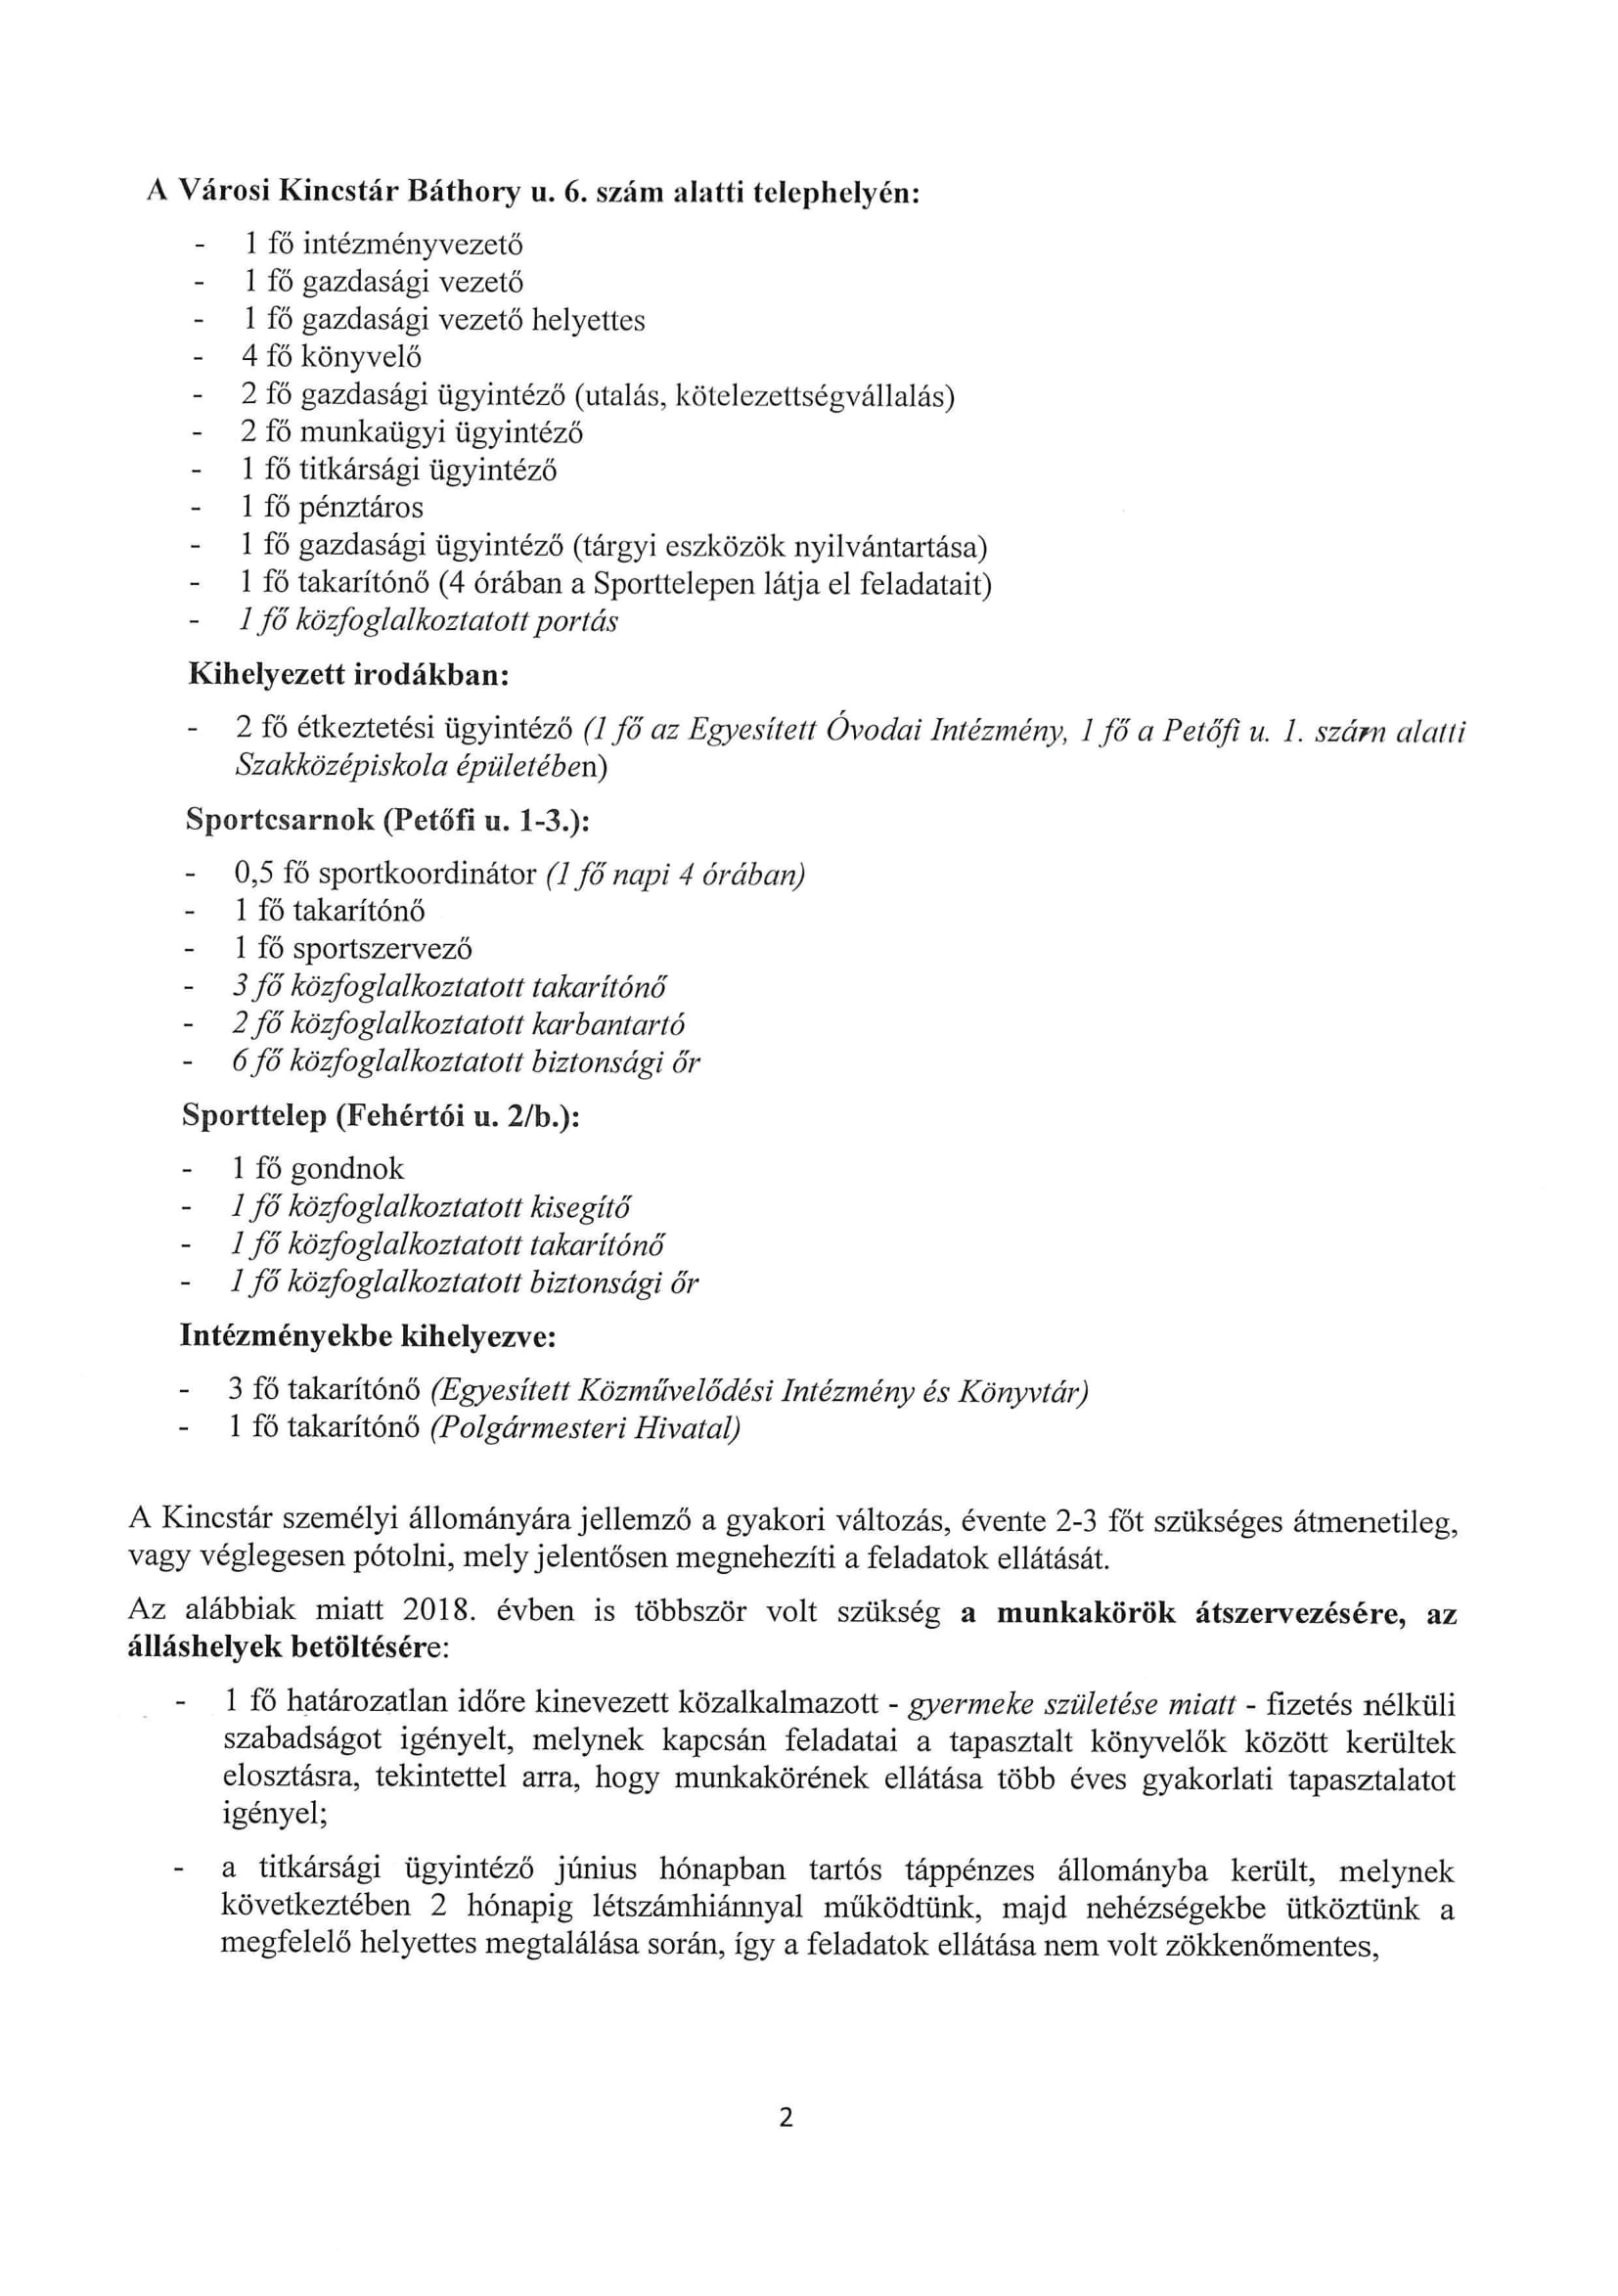 A Városi Kincstár Báthory u. 6. szám alatti telephelyén:
- 1 fő intézményvezető
- 1 fő gazdasági vezető
- 1 fő gazdasági vezető helyettes
- 4 fő könyvelő
- 2 fő gazdasági ügyintéző (utalás, kötelezettségvállalás)
- 2 fő munkaügyi ügyintéző
- 1 fő titkársági ügyintéző
- 1 fő pénztáros
- 1 fő gazdasági ügyintéző (tárgyi eszközök nyilvántartása)
- 1 fő takarítónő (4 órában a Sporttelepen látja el feladatait)
- 1 fő közfoglalkoztatott portás
Kihelyezett irodákban:
- 2 fő étkeztetési ügyintéző (1 fő az Egyesített Óvodai Intézmény, 1 fő a Petőfi u. 1. szám alatti
Szakközépiskola épületében)
Sportcsarnok (Petőfi u. 1-3.):
- 0,5 fő sportkoordinátor (1 fő napi 4 órában)
- 1 fő takarítónő
- 1 fő sportszervező
- 3 fő közfoglalkoztatott takarítónő
- 2 fő közfoglalkoztatott karbantartó
- 6 fő közfoglalkoztatott biztonsági őr
Sporttelep (Fehértói u. 2/b.):
- 1 fő gondnok
- 1 fő közfoglalkoztatott kisegítő
- 1 fő közfoglalkoztatott takarítónő
- 1 fő közfoglalkoztatott biztonsági őr
Intézményekbe kihelyezve:
- 3 fő takarítónő (Egyesített Közművelődési Intézmény és Könyvtár)
- 1 fő takarítónő (Polgármesteri Hivatal)
A Kincstár személyi állományára jellemző a gyakori változás, évente 2-3 főt szükséges átmenetileg,
vagy véglegesen pótolni, mely jelentősen megnehezíti a feladatok ellátását.
Az alábbiak miatt 2018. évben is többször volt szükség a munkakörök átszervezésére, az
álláshelyek betöltésére:
- 1 fő határozatlan időre kinevezett közalkalmazott - gyermeke születése miatt - fizetés nélküli
szabadságot igényelt, melynek kapcsán feladatai a tapasztalt könyvelők között kerültek
elosztásra, tekintettel arra, hogy munkakörének ellátása több éves gyakorlati tapasztalatot
igényel;
- a titkársági ügyintéző június hónapban tartós táppénzes állományba került, melynek
következtében 2 hónapig létszámhiánnyal működtünk, majd nehézségekbe ütköztünk a
megfelelő helyettes megtalálása során, így a feladatok ellátása nem volt zökkenőmentes,
2